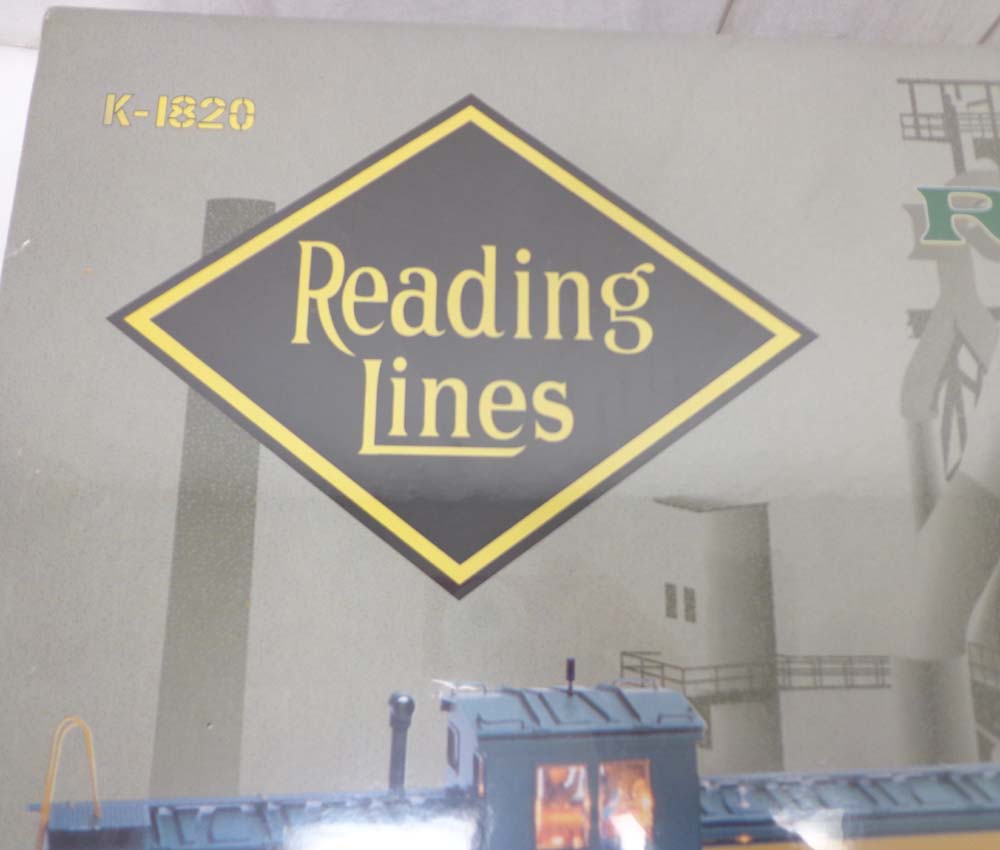 K-1820
Reading
Lines
R